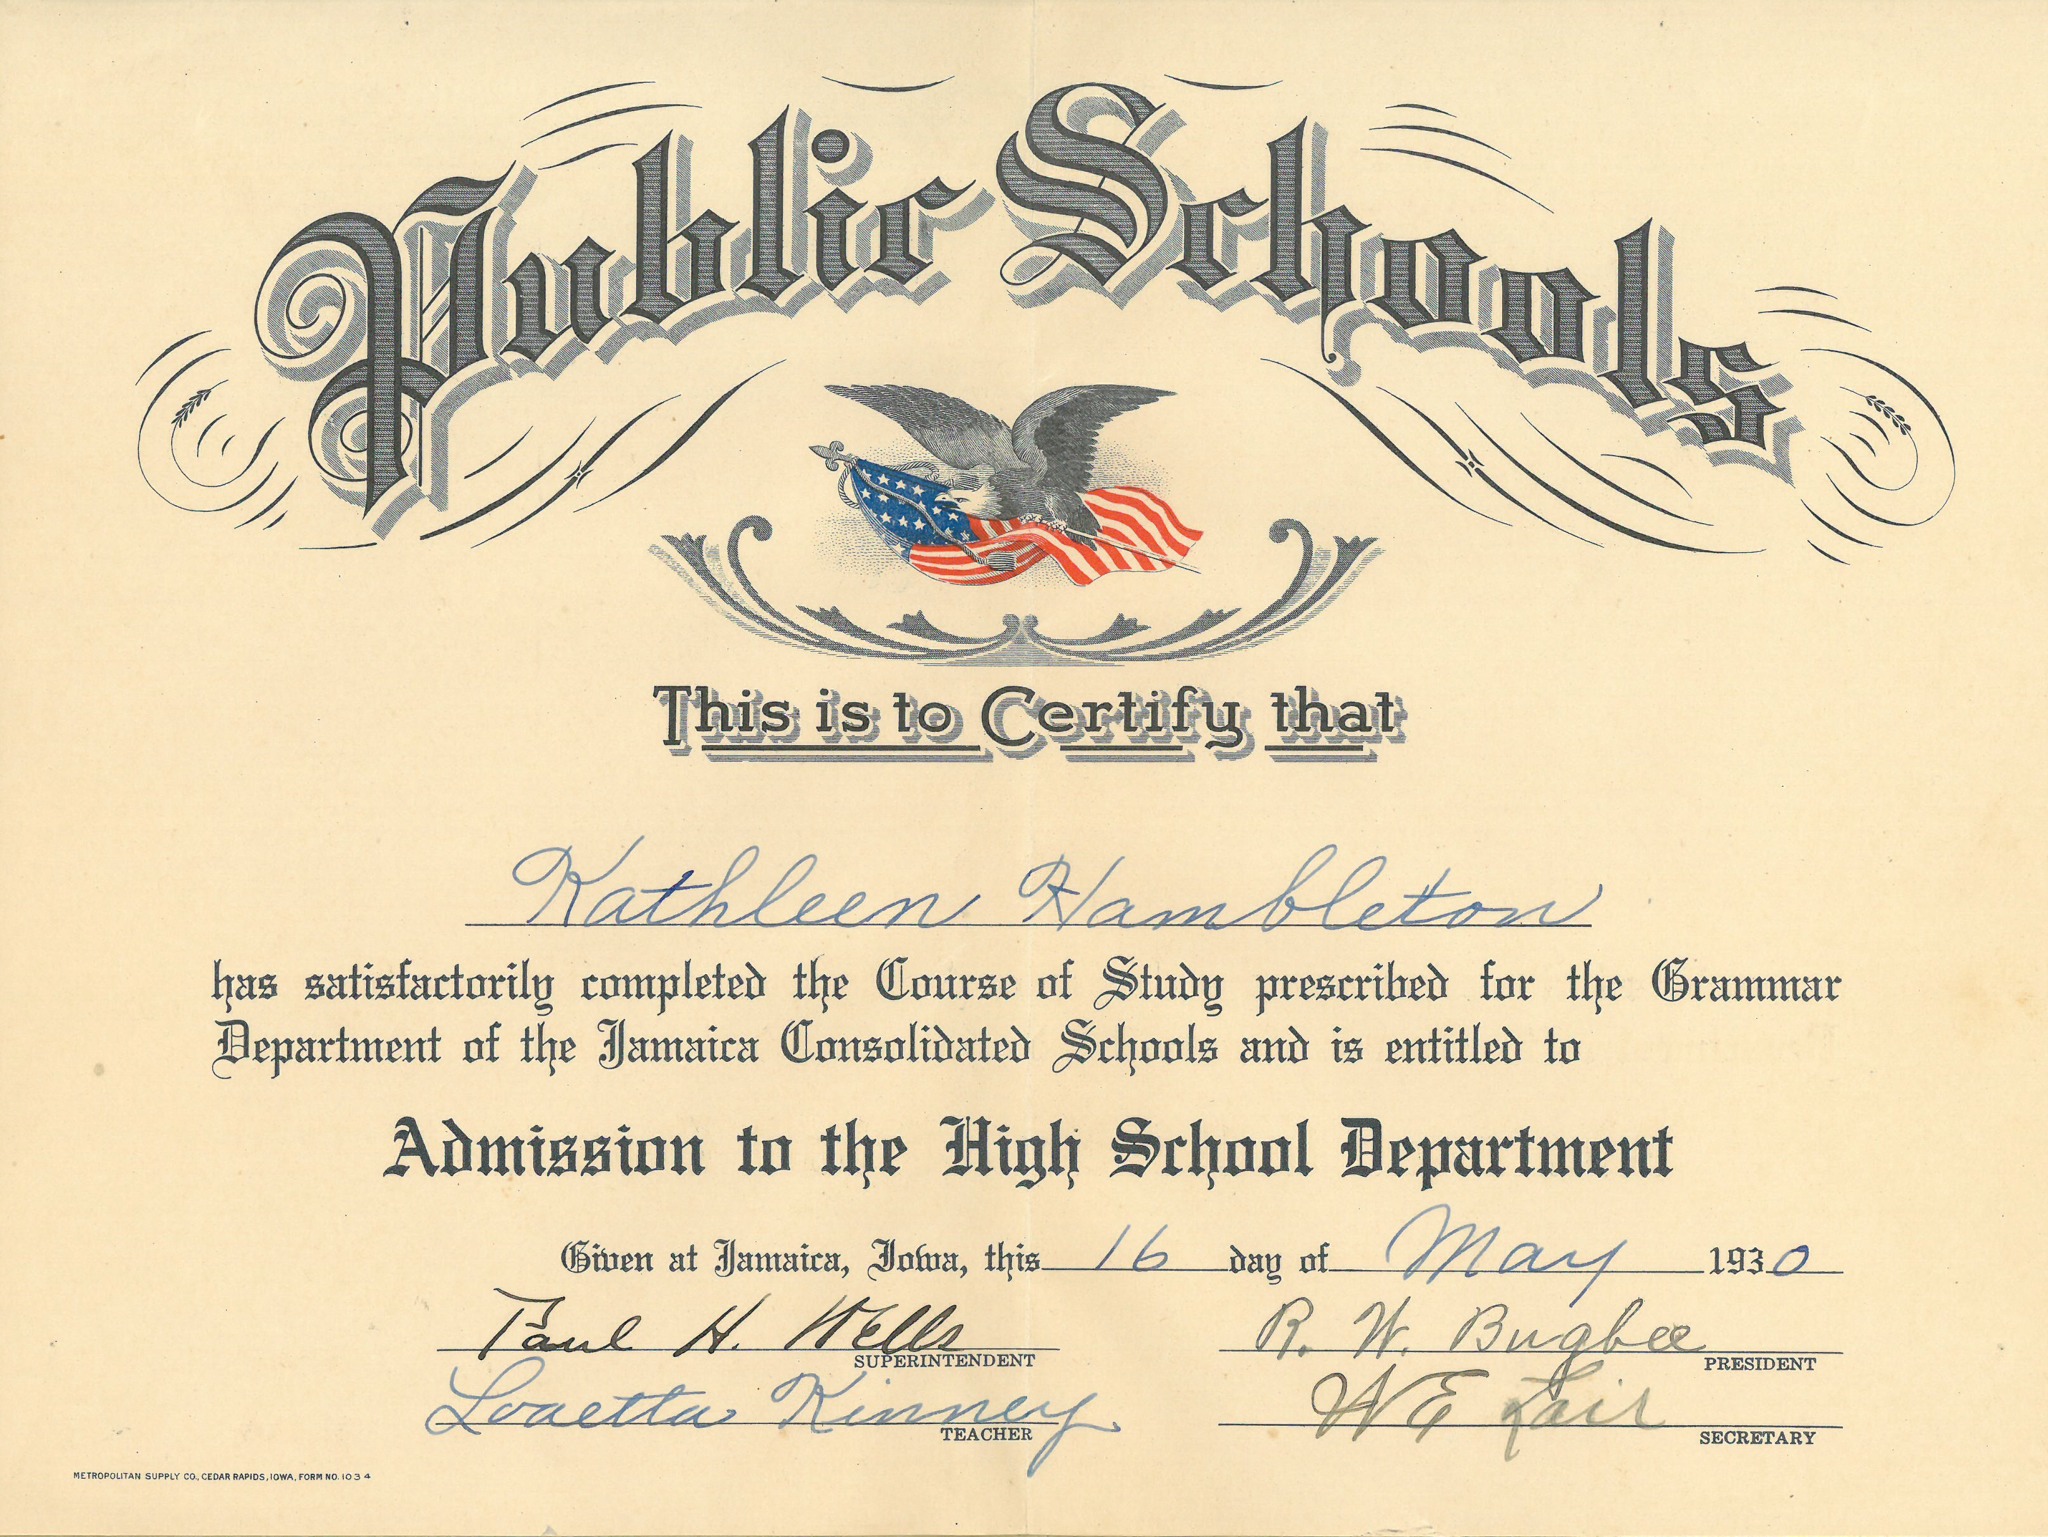 Public Schools
This is to Certify that
Kathleen Hambleton
has satisfactorily completed the Course of Study prescribed for the Grammar
Department of the Jamaica Consolidated Schools and is entitled to
Admission to the High School Department
Given at Jamaica, Iowa, this 16 day of May 1930
Paul H. Wells R. W. Bugbee
SUPERINTENDENT PRESIDENT
Loretta Kinney W E Lair
TEACHER SECRETARY
METROPOLITAN SUPPLY CO., CEDAR RAPIDS, IOWA, FORM NO. 1034